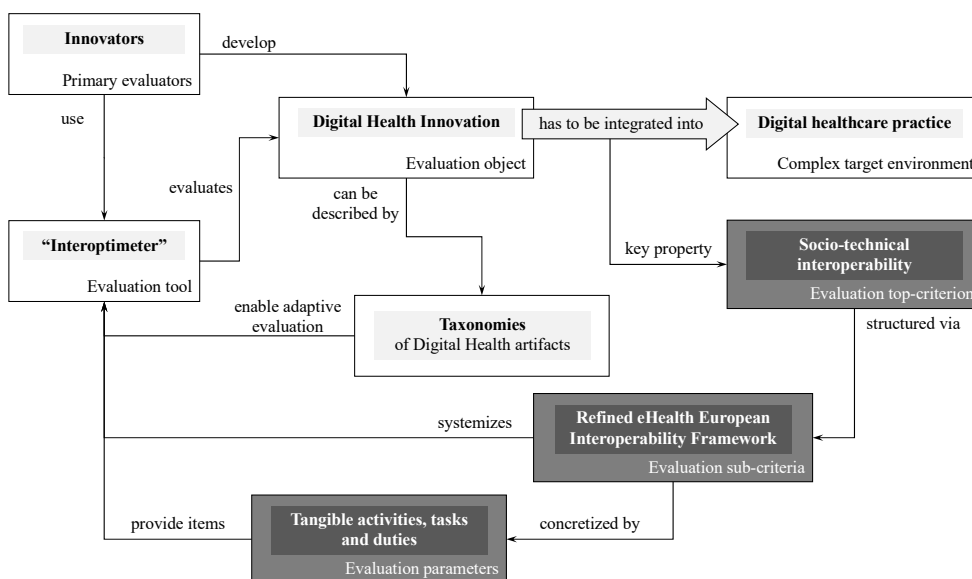 Innovators
Primary evaluators
develop
use
Digital Health Innovation
Evaluation object
has to be integrated into
Digital healthcare practice
Complex target environment
evaluates
can be
described by
“Interoptimeter”
Evaluation tool
key property
Socio-technical
interoperability
Evaluation top-criterion
enable adaptive
evaluation
Taxonomies
of Digital Health artifacts
structured via
systemizes
Refined eHealth European
Interoperability Framework
Evaluation sub-criteria
provide items
Tangible activities, tasks
and duties
Evaluation parameters
concretized by